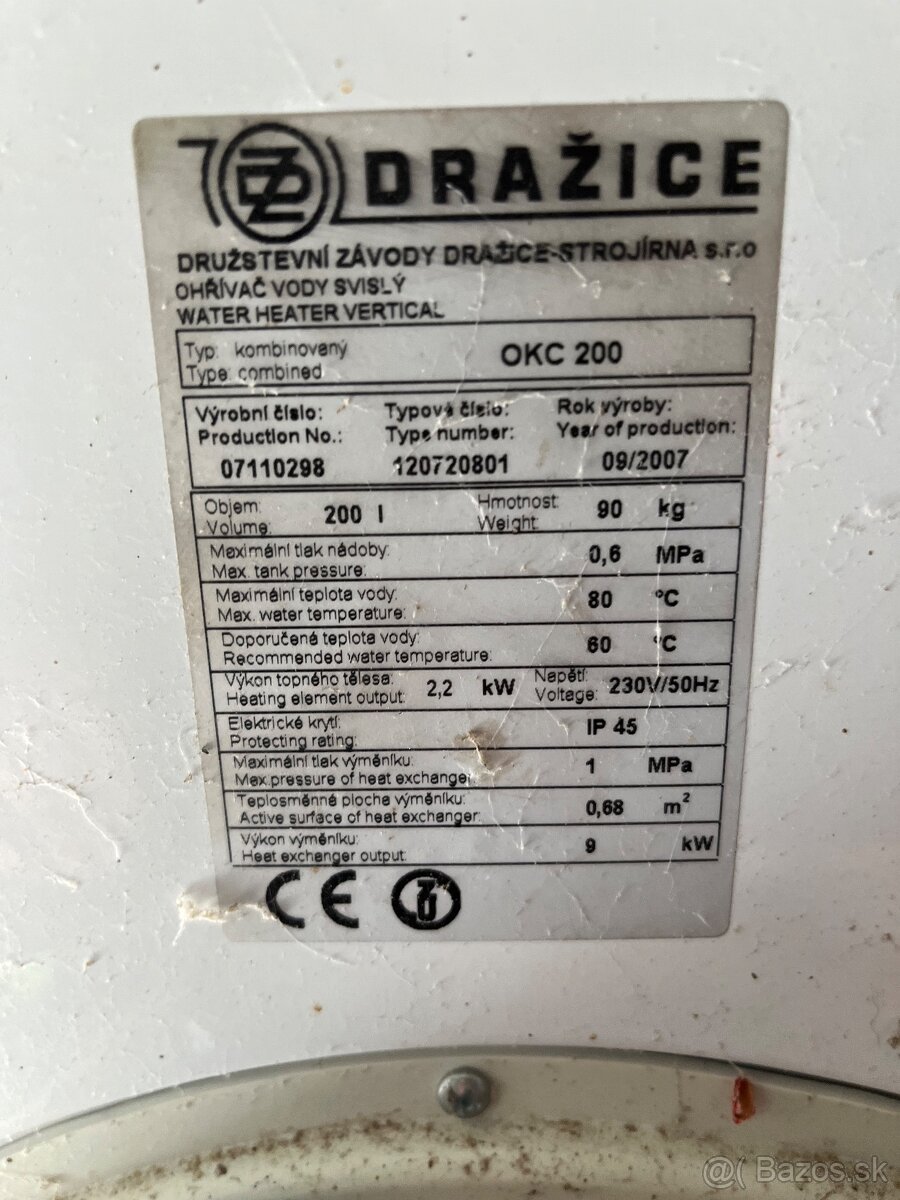 DRAŽICE
DRUŽSTEVNÍ ZÁVODY DRAŽICE-STROJÍRNA s.r.o
OHŘÍVAČ VODY SVISLÝ
WATER HEATER VERTICAL
Typ: kombinovaný OKC 200
Type: combined
Výrobní číslo: Typové číslo: Rok výroby:
Production No.: Type number: Year of production:
07110298 120720801 09/2007
Objem: 200 l Hmotnost: 90 kg
Volume: Weight:
Maximální tlak nádoby: 0,6 MPa
Max. tank pressure:
Maximální teplota vody: 80 °C
Max. water temperature:
Doporučená teplota vody: 60 °C
Recommended water temperature:
Výkon topného tělesa: 2,2 kW Napětí: 230V/50Hz
Heating element output: Voltage:
Elektrické krytí: IP 45
Protecting rating:
Maximální tlak výměníku: 1 MPa
Max.pressure of heat exchanger:
Teplosměnná plocha výměníku: 0,68 m²
Active surface of heat exchanger:
Výkon výměníku: 9 kW
Heat exchanger output:
CE
@( Bazos.sk